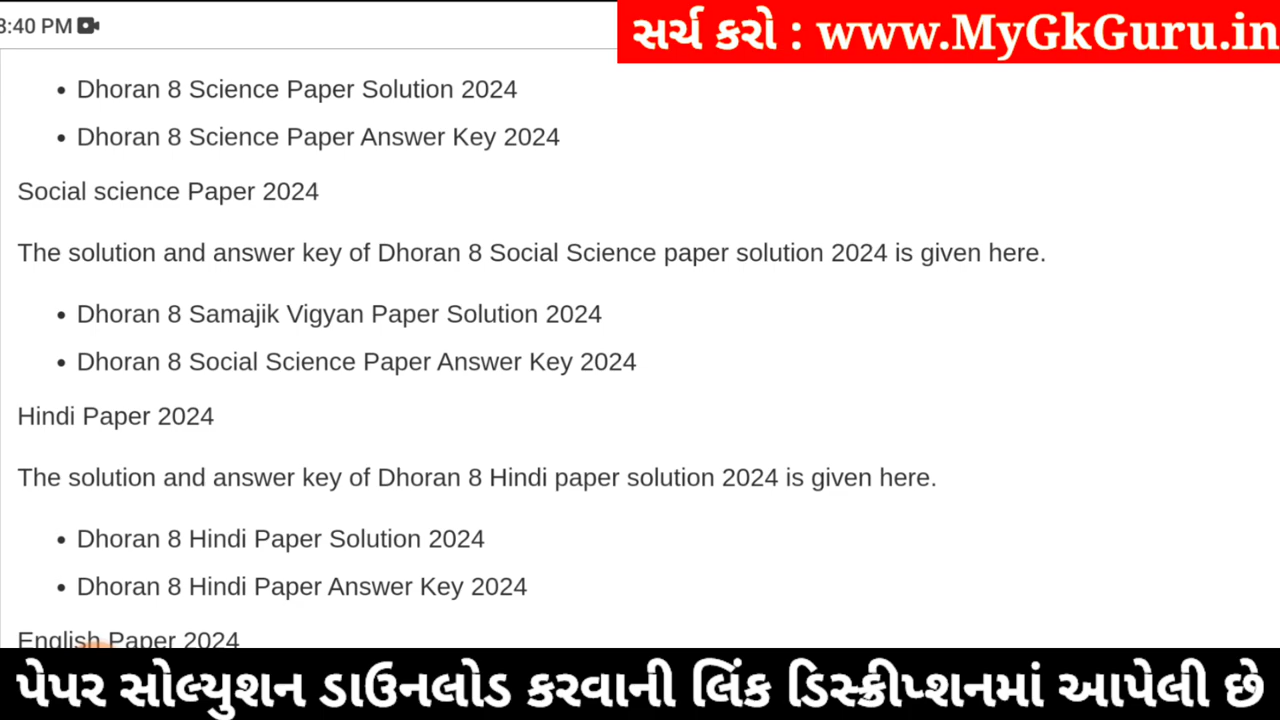 8:40 PM
સર્ચ કરો : www.MyGkGuru.in
• Dhoran 8 Science Paper Solution 2024
• Dhoran 8 Science Paper Answer Key 2024
Social science Paper 2024
The solution and answer key of Dhoran 8 Social Science paper solution 2024 is given here.
• Dhoran 8 Samajik Vigyan Paper Solution 2024
• Dhoran 8 Social Science Paper Answer Key 2024
Hindi Paper 2024
The solution and answer key of Dhoran 8 Hindi paper solution 2024 is given here.
• Dhoran 8 Hindi Paper Solution 2024
• Dhoran 8 Hindi Paper Answer Key 2024
English Paper 2024
પેપર સોલ્યુશન ડાઉનલોડ કરવાની લિંક ડિસ્ક્રીપ્શનમાં આપેલી છે